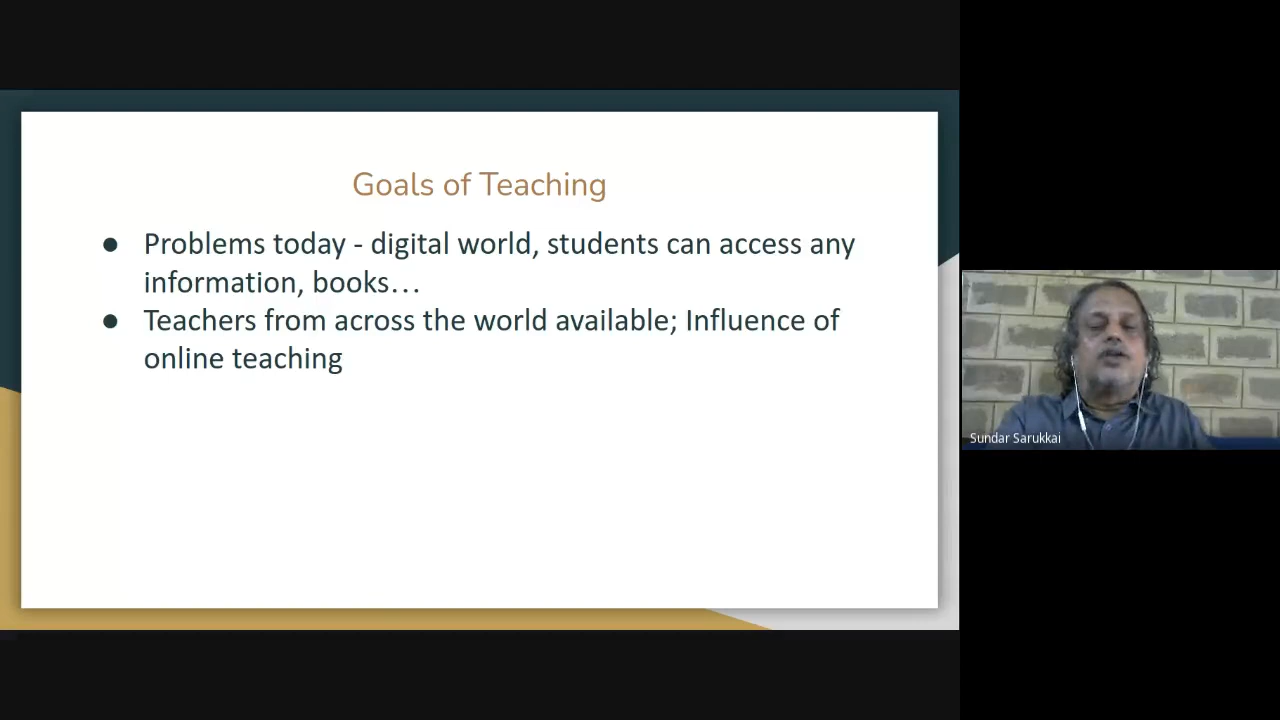 Goals of Teaching
● Problems today - digital world, students can access any
information, books…
● Teachers from across the world available; Influence of
online teaching
Sundar Sarukkai